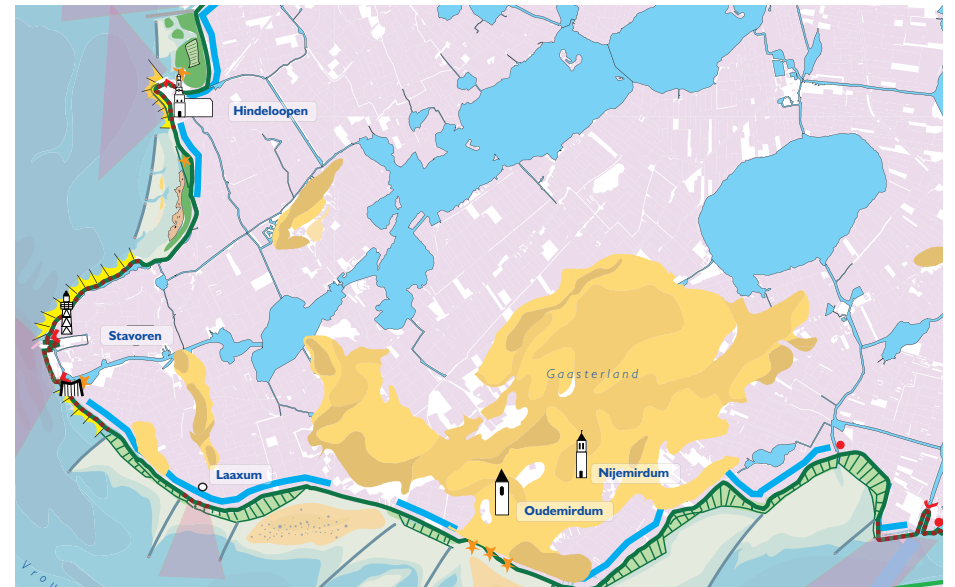 Hindeloopen
Stavoren
Gaasterland
Laaxum
Nijemirdum
Oudemirdum